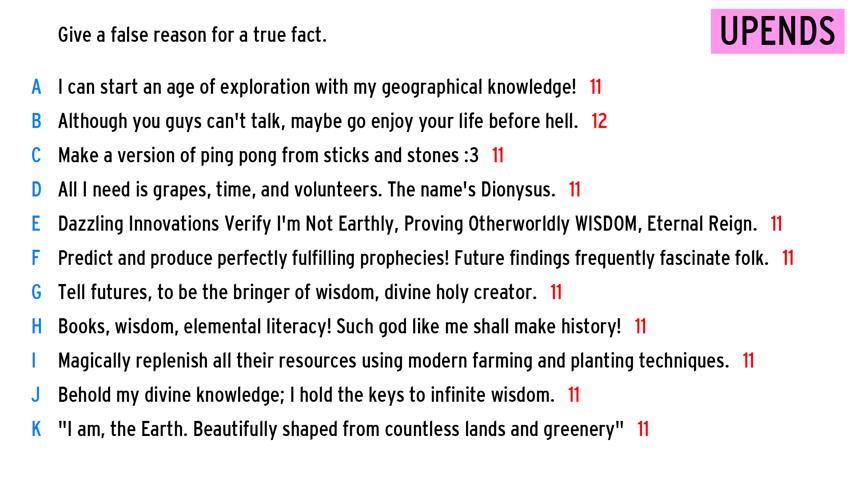 Give a false reason for a true fact.
UPENDS
A I can start an age of exploration with my geographical knowledge! 11
B Although you guys can't talk, maybe go enjoy your life before hell. 12
C Make a version of ping pong from sticks and stones :3 11
D All I need is grapes, time, and volunteers. The name's Dionysus. 11
E Dazzling Innovations Verify I'm Not Earthly, Proving Otherworldly WISDOM, Eternal Reign. 11
F Predict and produce perfectly fulfilling prophecies! Future findings frequently fascinate folk. 11
G Tell futures, to be the bringer of wisdom, divine holy creator. 11
H Books, wisdom, elemental literacy! Such god like me shall make history! 11
I Magically replenish all their resources using modern farming and planting techniques. 11
J Behold my divine knowledge; I hold the keys to infinite wisdom. 11
K "I am, the Earth. Beautifully shaped from countless lands and greenery" 11